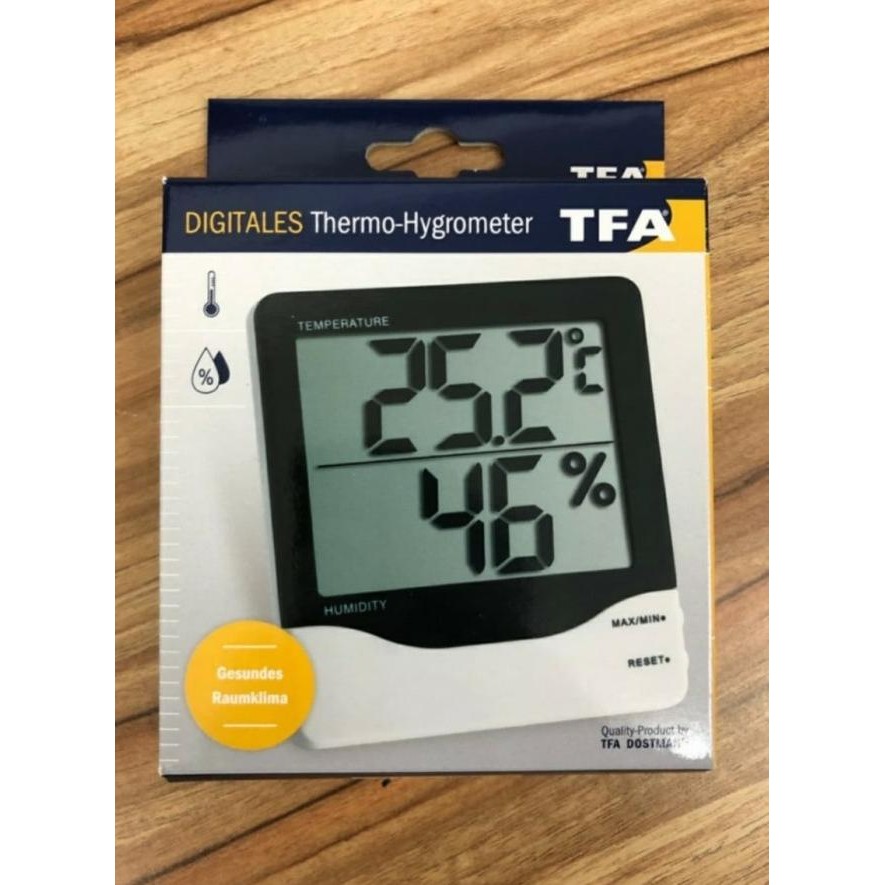 TFA
DIGITALES Thermo-Hygrometer TFA®
TEMPERATURE
25.2 °C
%
46 %
HUMIDITY
MAX/MIN
RESET
Gesundes
Raumklima
Quality-Product by
TFA DOSTMANN